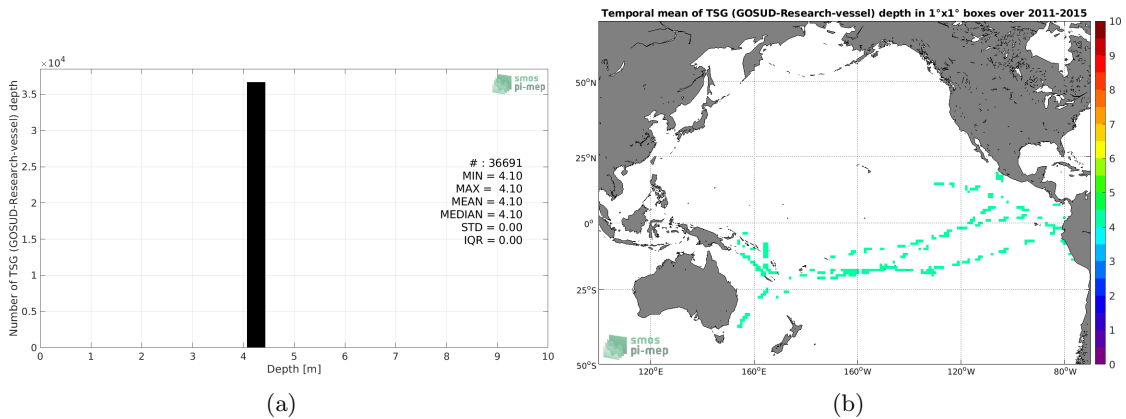 ×10⁴
3.5
3
2.5
2
1.5
1
0.5
0
Number of TSG (GOSUD-Research-vessel) depth
smos
pi-mep
# : 36691
MIN = 4.10
MAX = 4.10
MEAN = 4.10
MEDIAN = 4.10
STD = 0.00
IQR = 0.00
0 1 2 3 4 5 6 7 8 9 10
Depth [m]
(a)
Temporal mean of TSG (GOSUD-Research-vessel) depth in 1°x1° boxes over 2011-2015
50°N
25°N
0°
25°S
50°S
120°E 160°E 160°W 120°W 80°W
smos
pi-mep
10
9
8
7
6
5
4
3
2
1
0
(b)